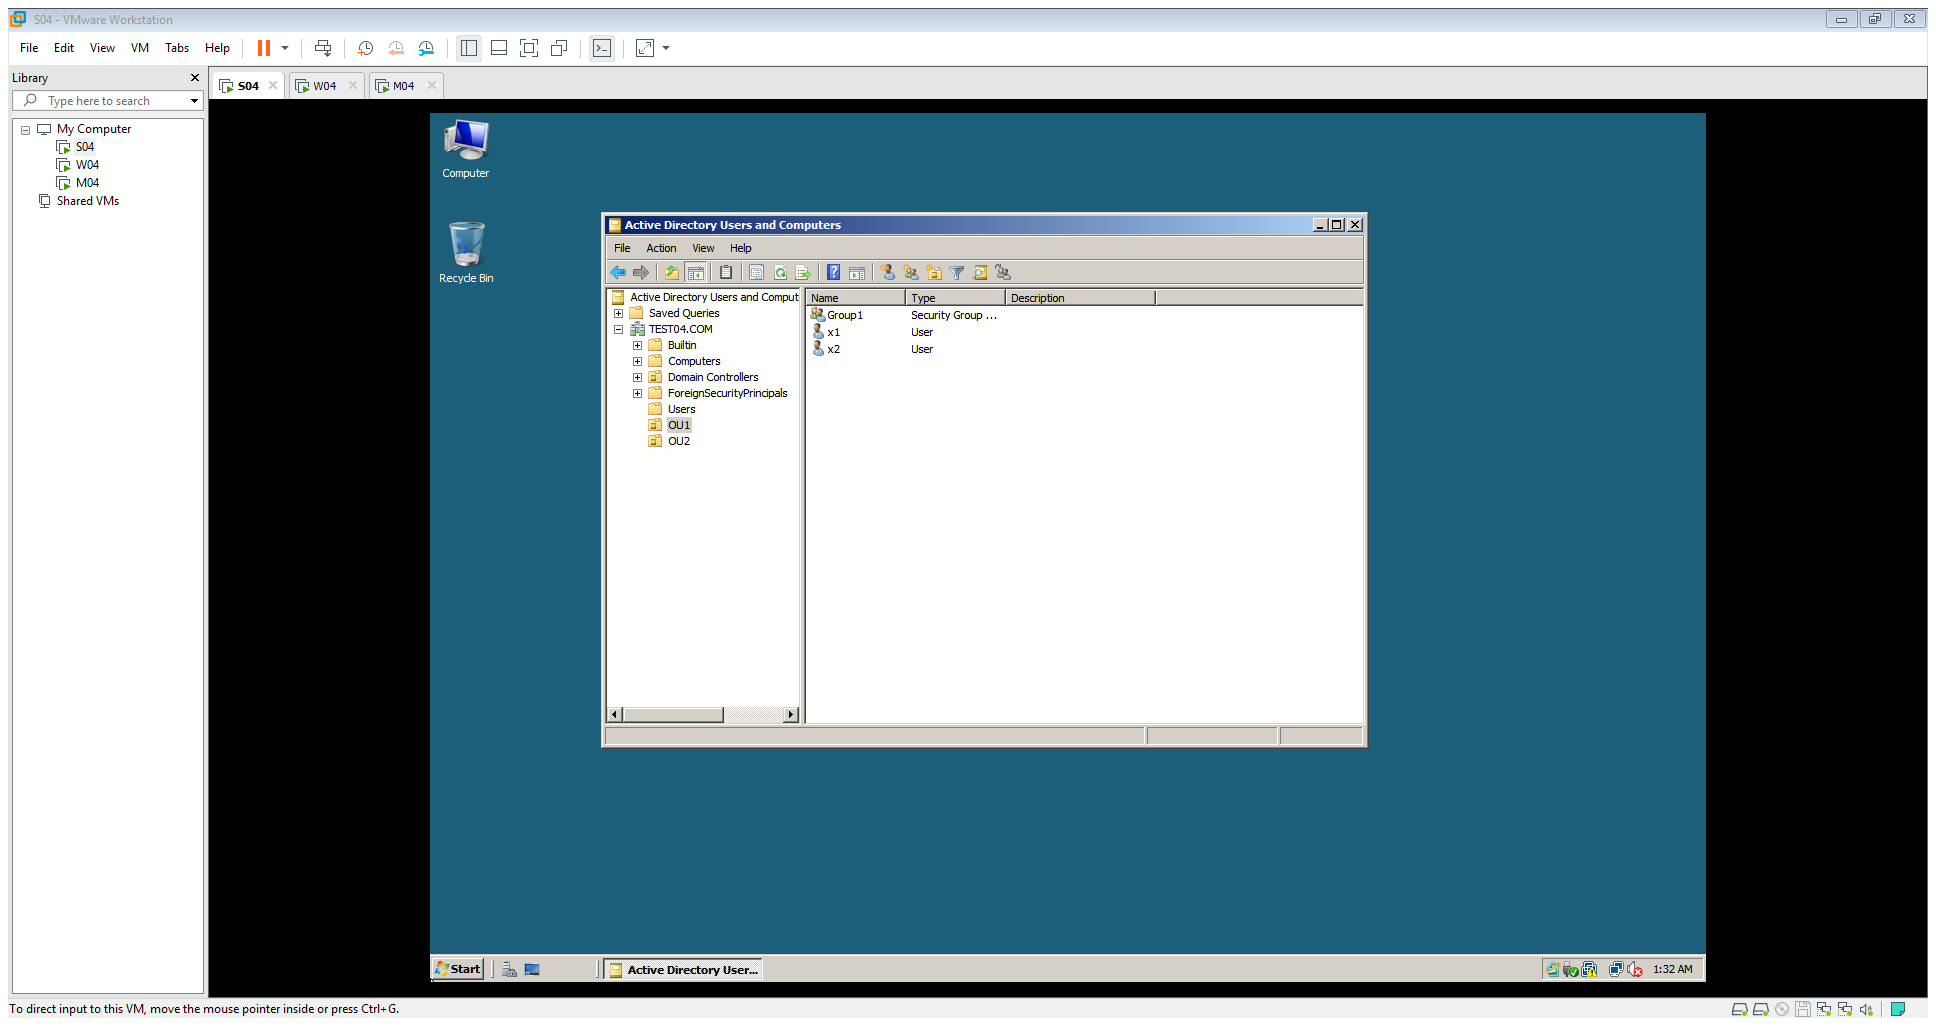 S04 - VMware Workstation
File Edit View VM Tabs Help
Library
Type here to search
My Computer
S04
W04
M04
Shared VMs
S04 W04 M04
Computer
Recycle Bin
Active Directory Users and Computers
File Action View Help
Active Directory Users and Comput
Saved Queries
TEST04.COM
Builtin
Computers
Domain Controllers
ForeignSecurityPrincipals
Users
OU1
OU2
Name Type Description
Group1 Security Group ...
x1 User
x2 User
Start
Active Directory User...
1:32 AM
To direct input to this VM, move the mouse pointer inside or press Ctrl+G.